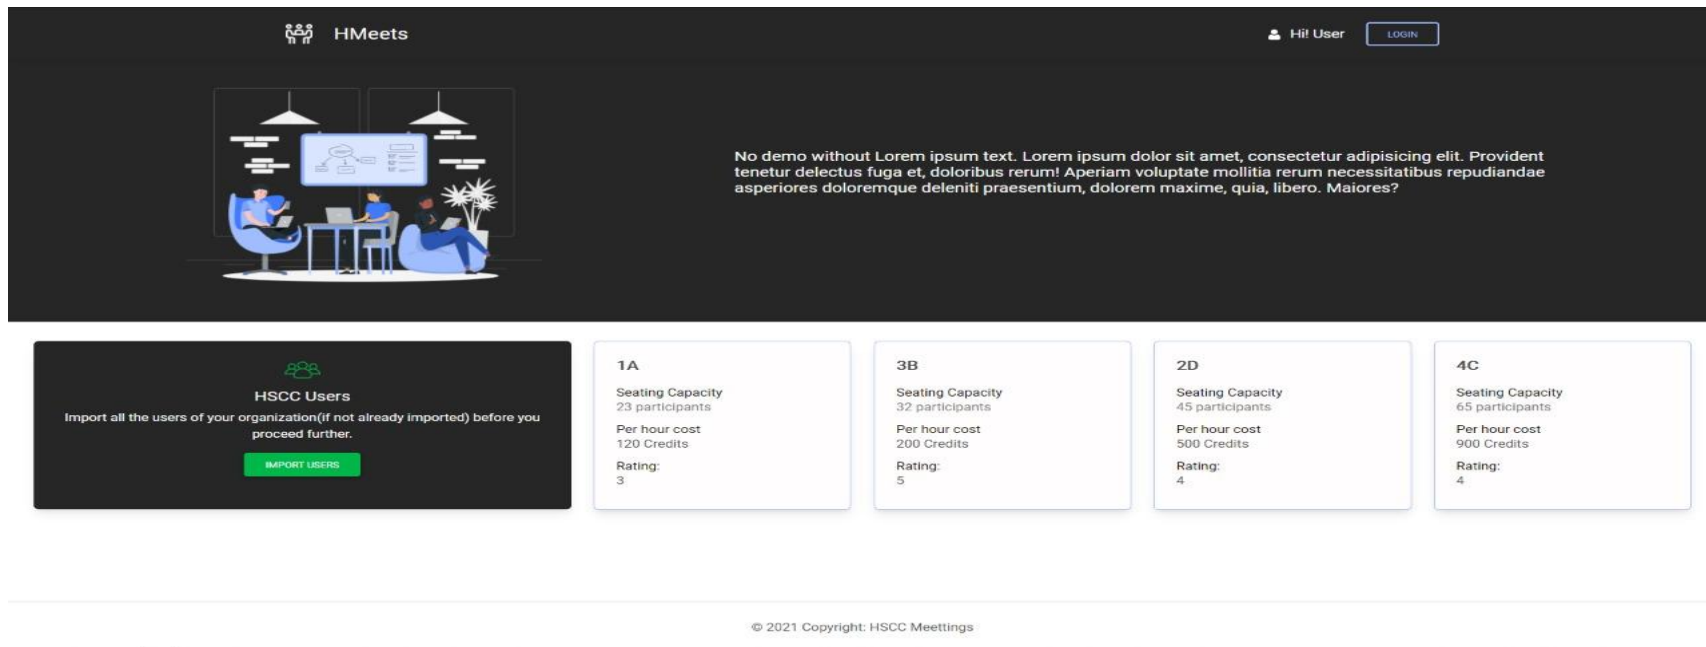 HMeets
Hi! User
LOGIN
No demo without Lorem ipsum text. Lorem ipsum dolor sit amet, consectetur adipisicing elit. Provident
tenetur delectus fuga et, doloribus rerum! Aperiam voluptate mollitia rerum necessitatibus repudiandae
asperiores doloremque deleniti praesentium, dolorem maxime, quia, libero. Maiores?
HSCC Users
Import all the users of your organization(if not already imported) before you
proceed further.
IMPORT USERS
1A
Seating Capacity
23 participants
Per hour cost
120 Credits
Rating:
3
3B
Seating Capacity
32 participants
Per hour cost
200 Credits
Rating:
5
2D
Seating Capacity
45 participants
Per hour cost
500 Credits
Rating:
4
4C
Seating Capacity
65 participants
Per hour cost
900 Credits
Rating:
4
© 2021 Copyright: HSCC Meettings